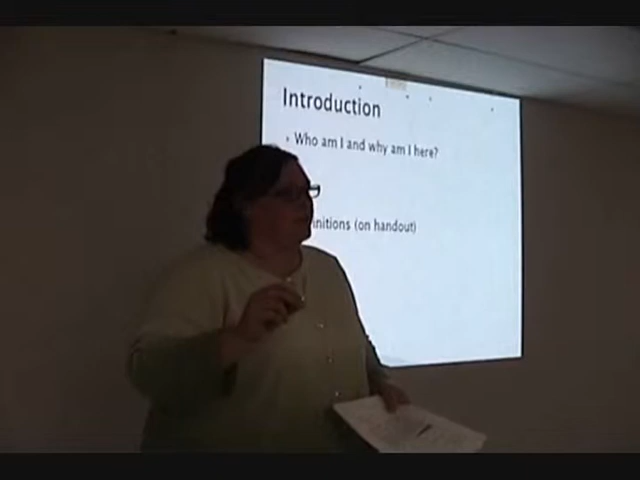 Introduction
• Who am I and why am I here?
initions (on handout)